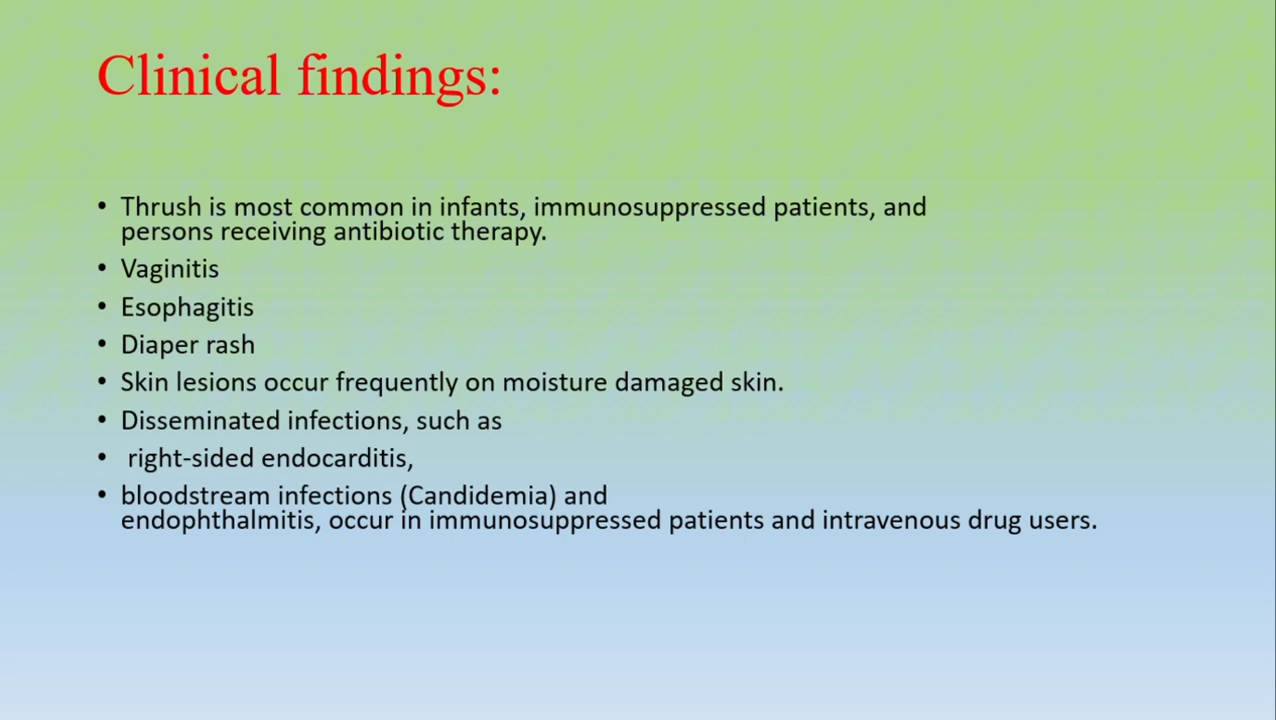 Clinical findings:
• Thrush is most common in infants, immunosuppressed patients, and
persons receiving antibiotic therapy.
• Vaginitis
• Esophagitis
• Diaper rash
• Skin lesions occur frequently on moisture damaged skin.
• Disseminated infections, such as
• right-sided endocarditis,
• bloodstream infections (Candidemia) and
endophthalmitis, occur in immunosuppressed patients and intravenous drug users.